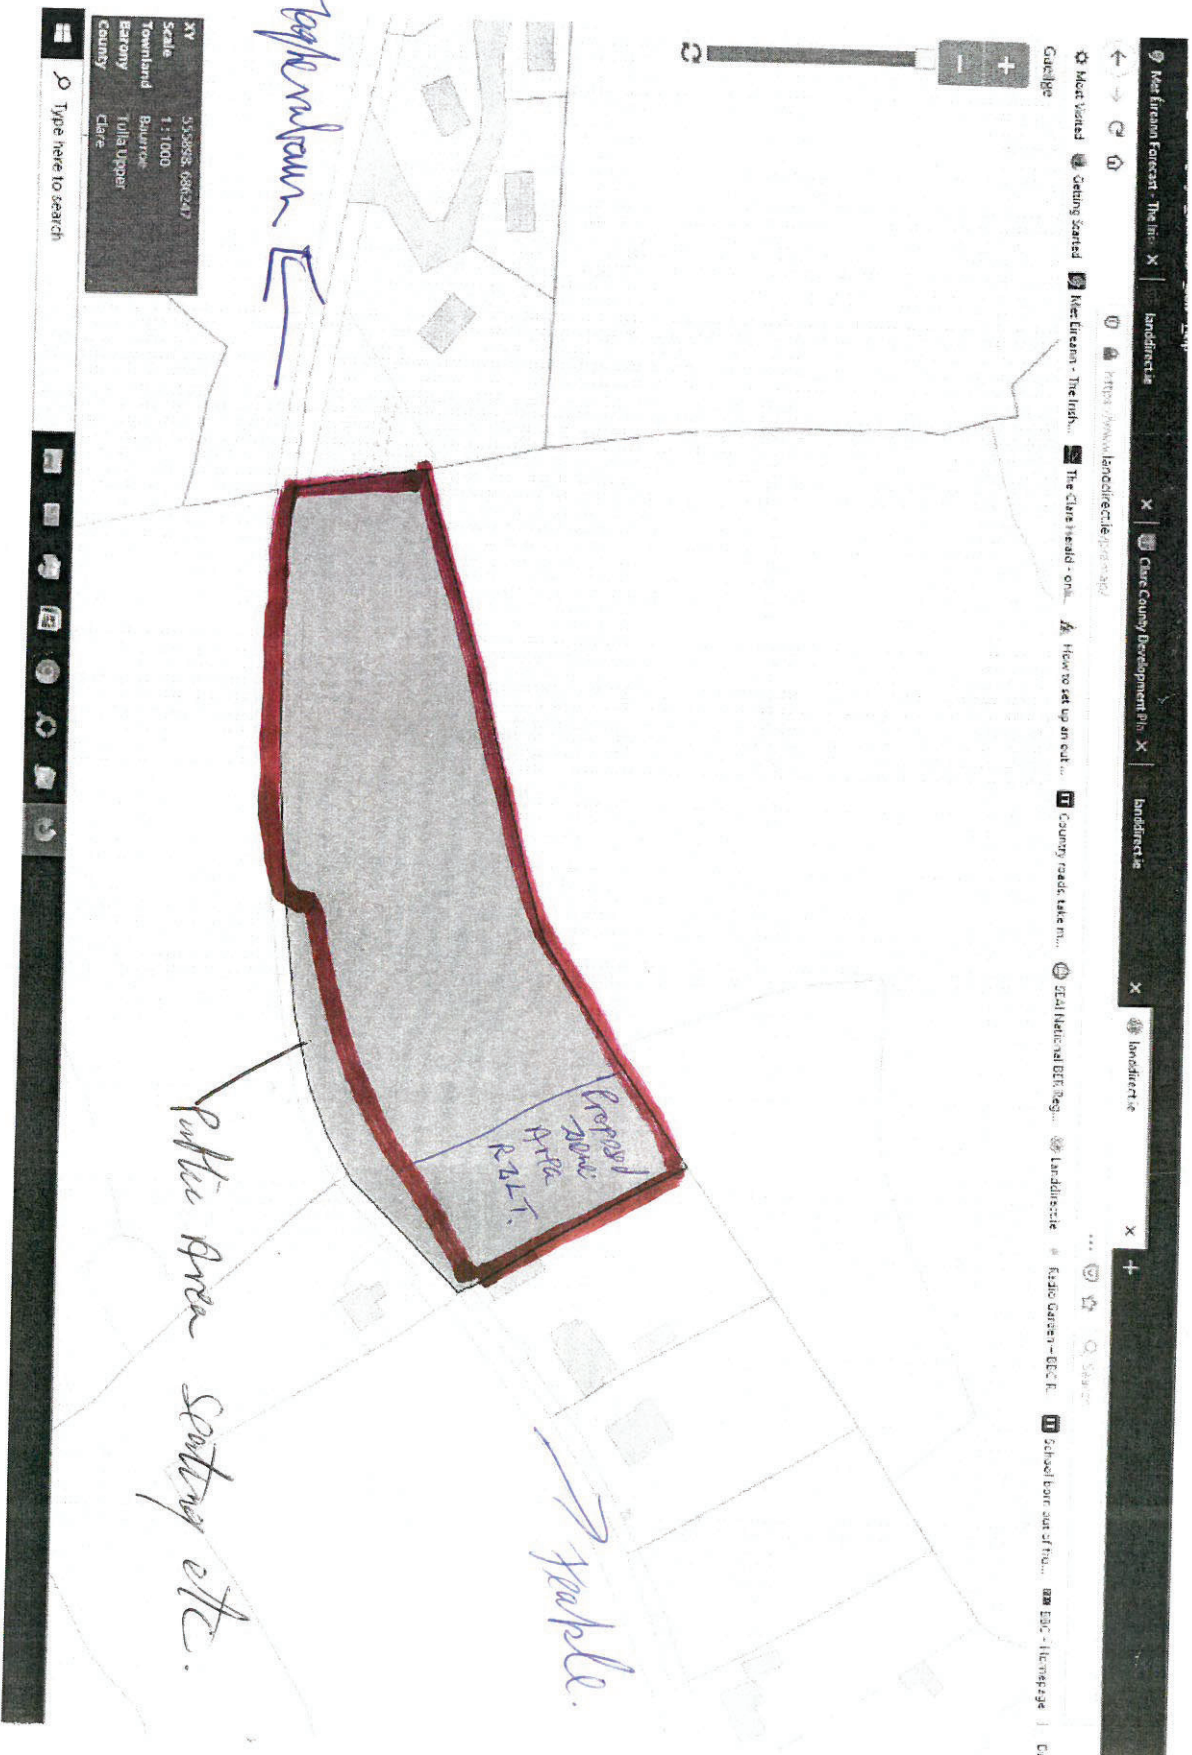 Met Éireann Forecast - The Iris
landdirect.ie
Clare County Development Pla
landdirect.ie
landdirect.ie
https://www.landdirect.ie/pramap/
Most Visited
Getting Started
Met Éireann - The Irish...
The Clare Herald - onli...
How to set up an out ...
Country roads, take m...
SEAI National BER Reg...
Landdirect.ie
Radio Garden – BBC R...
School born out of fru...
BBC - Homepage
Gaeilge
Proposed
Area
RZLT.
Feakle.
Public Area Seating etc.
XY 535898, 686247
Scale 1:1000
Townland
Barony Tulla Upper
County Clare
Type here to search